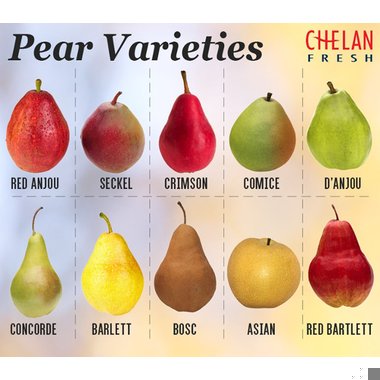 Pear Varieties
CHELAN
FRESH
RED ANJOU
SECKEL
CRIMSON
COMICE
D'ANJOU
CONCORDE
BARLETT
BOSC
ASIAN
RED BARTLETT